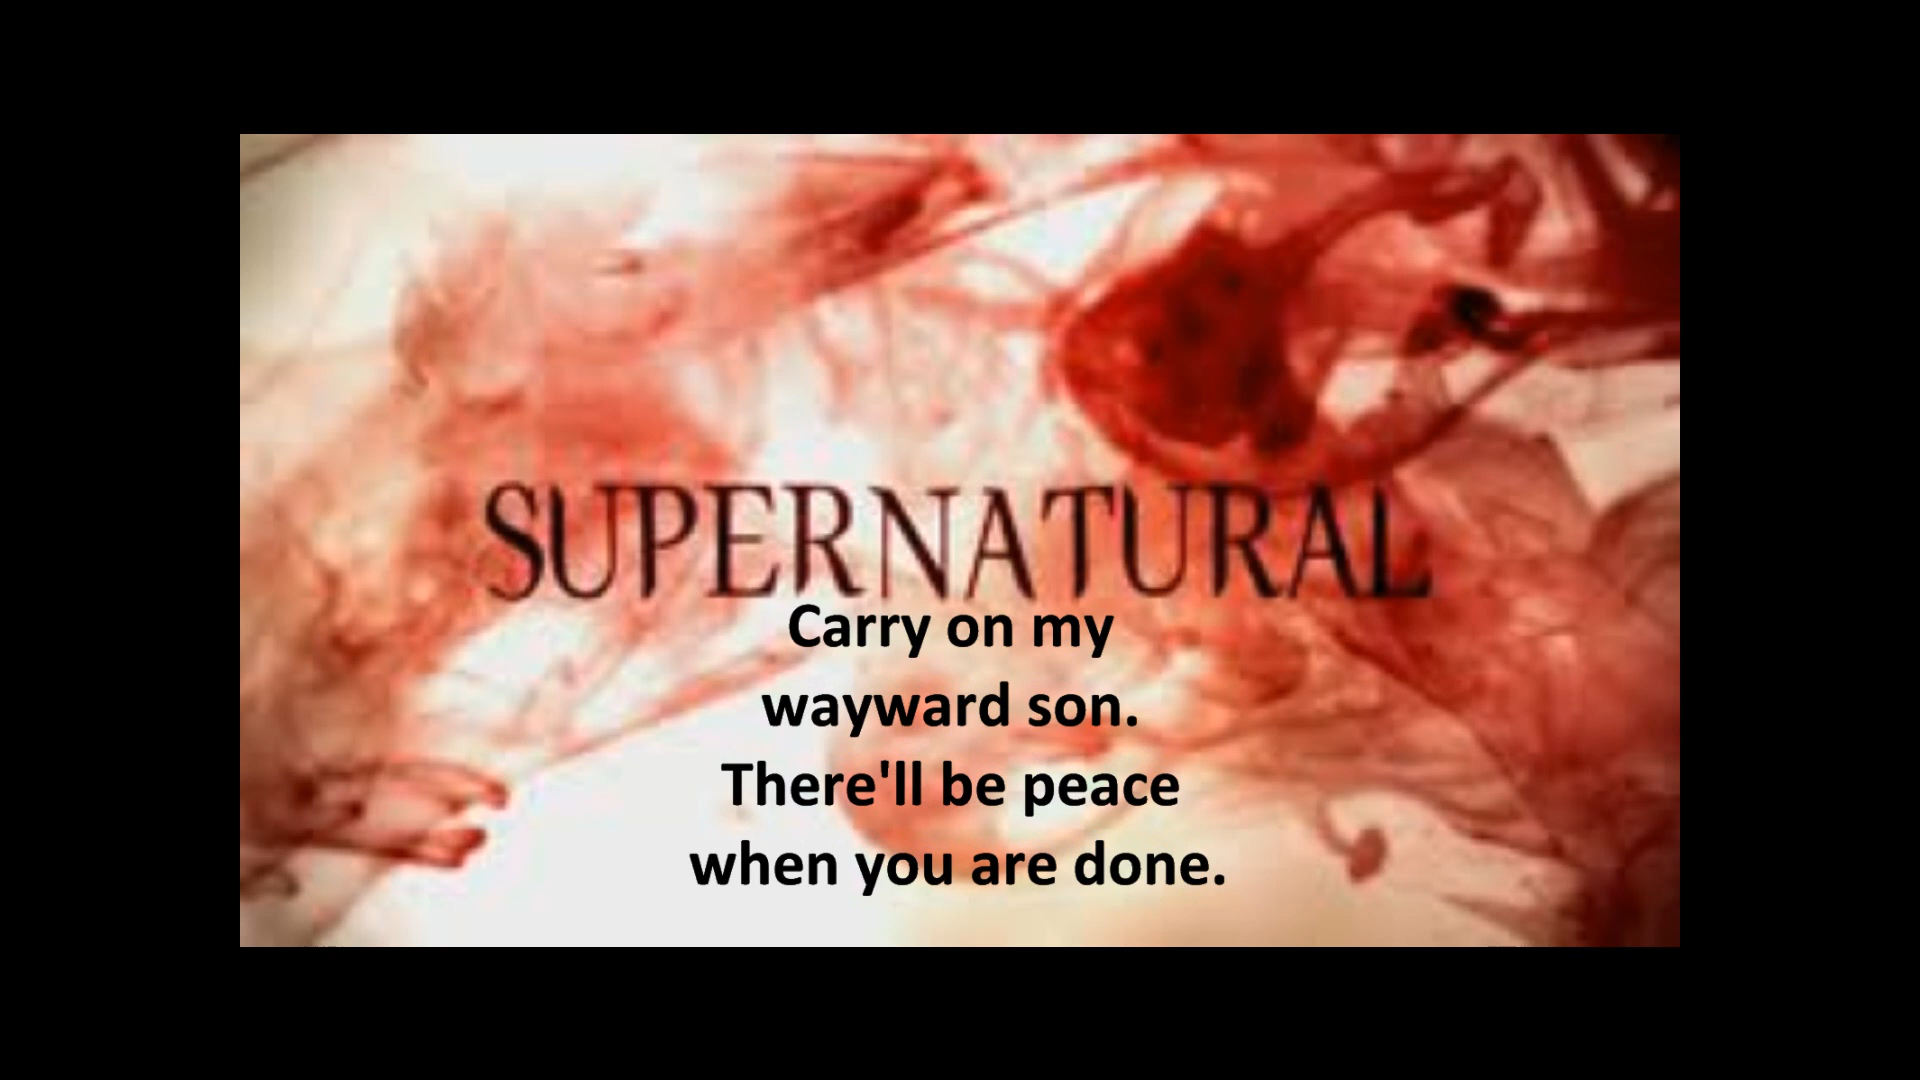 SUPERNATURAL
Carry on my
wayward son.
There'll be peace
when you are done.